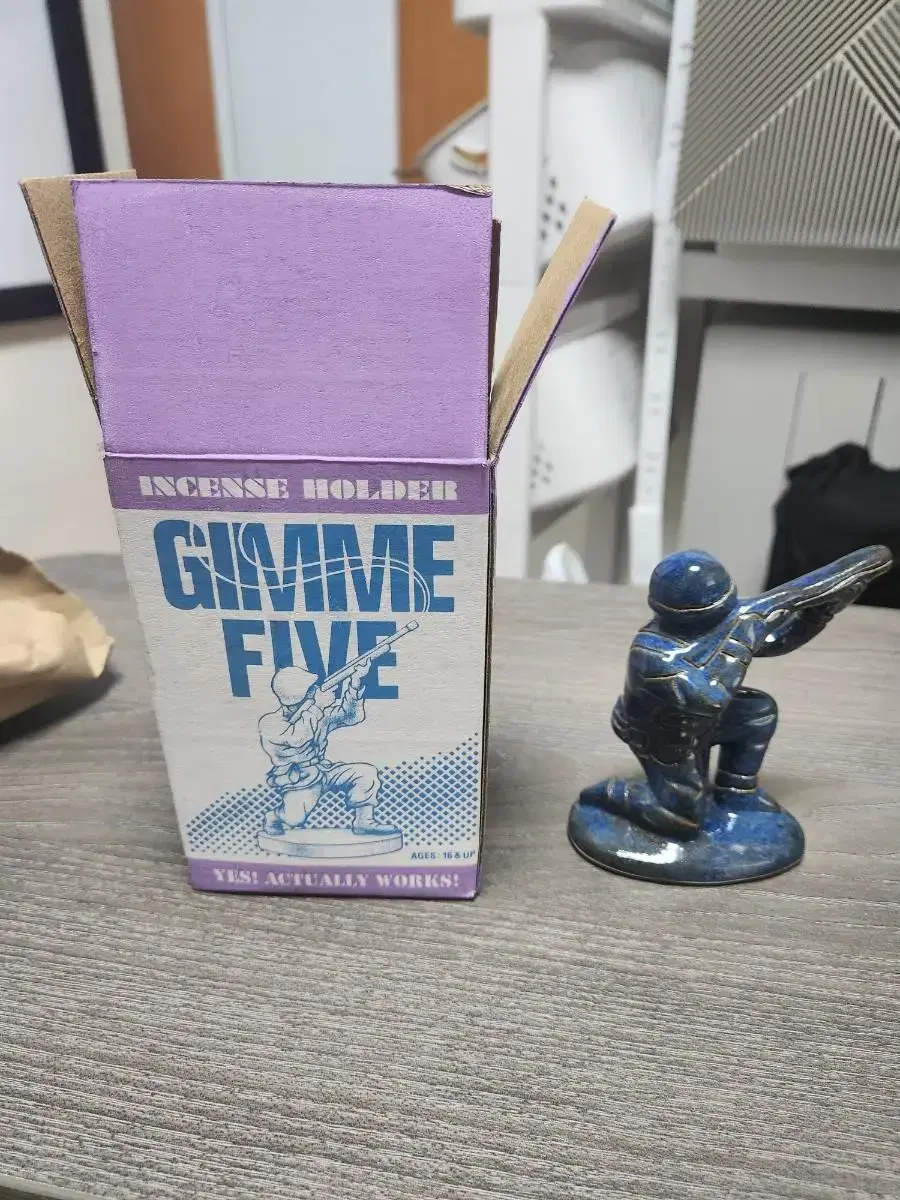 INCENSE HOLDER
GIMME
FIVE
AGES: 16 & UP
YES! ACTUALLY WORKS!